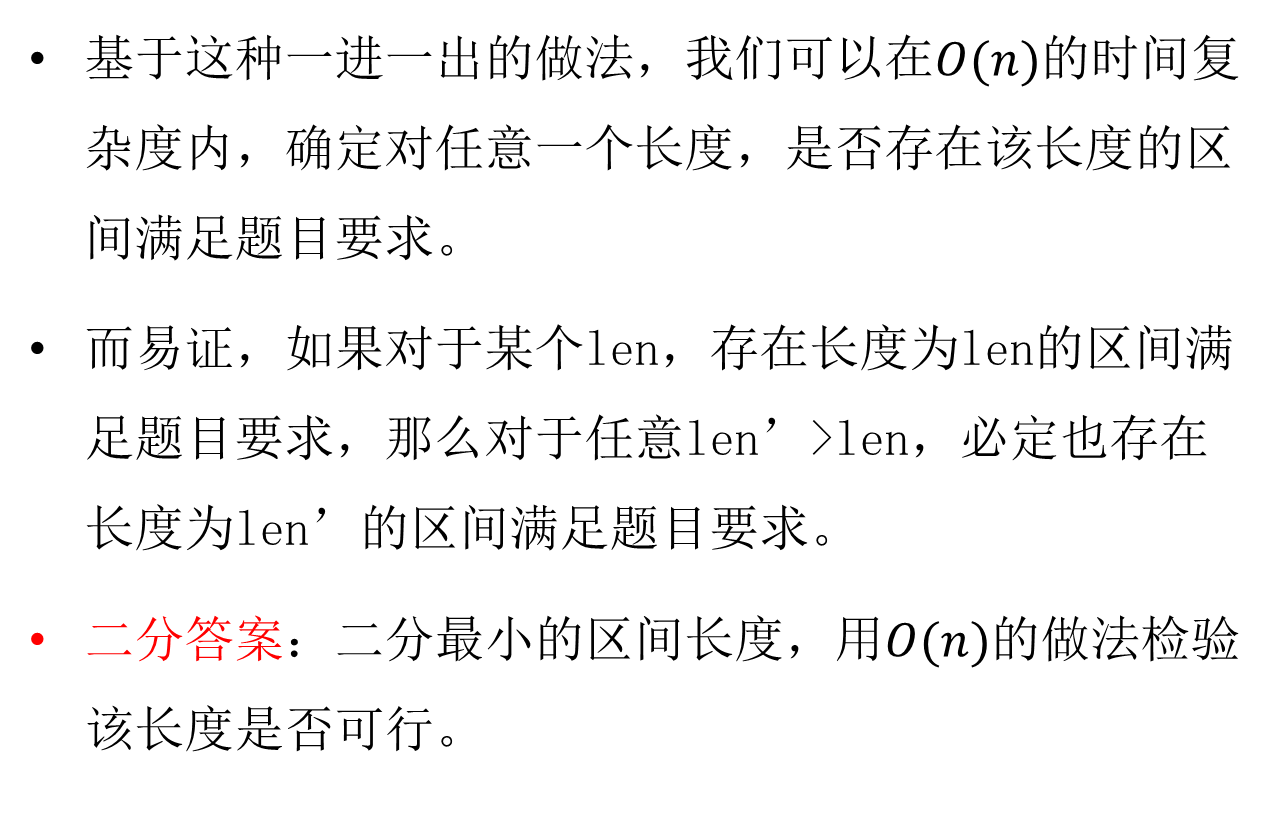 • 基于这种一进一出的做法，我们可以在O(n)的时间复
杂度内，确定对任意一个长度，是否存在该长度的区
间满足题目要求。
• 而易证，如果对于某个len，存在长度为len的区间满
足题目要求，那么对于任意len’>len，必定也存在
长度为len’的区间满足题目要求。
• 二分答案：二分最小的区间长度，用O(n)的做法检验
该长度是否可行。